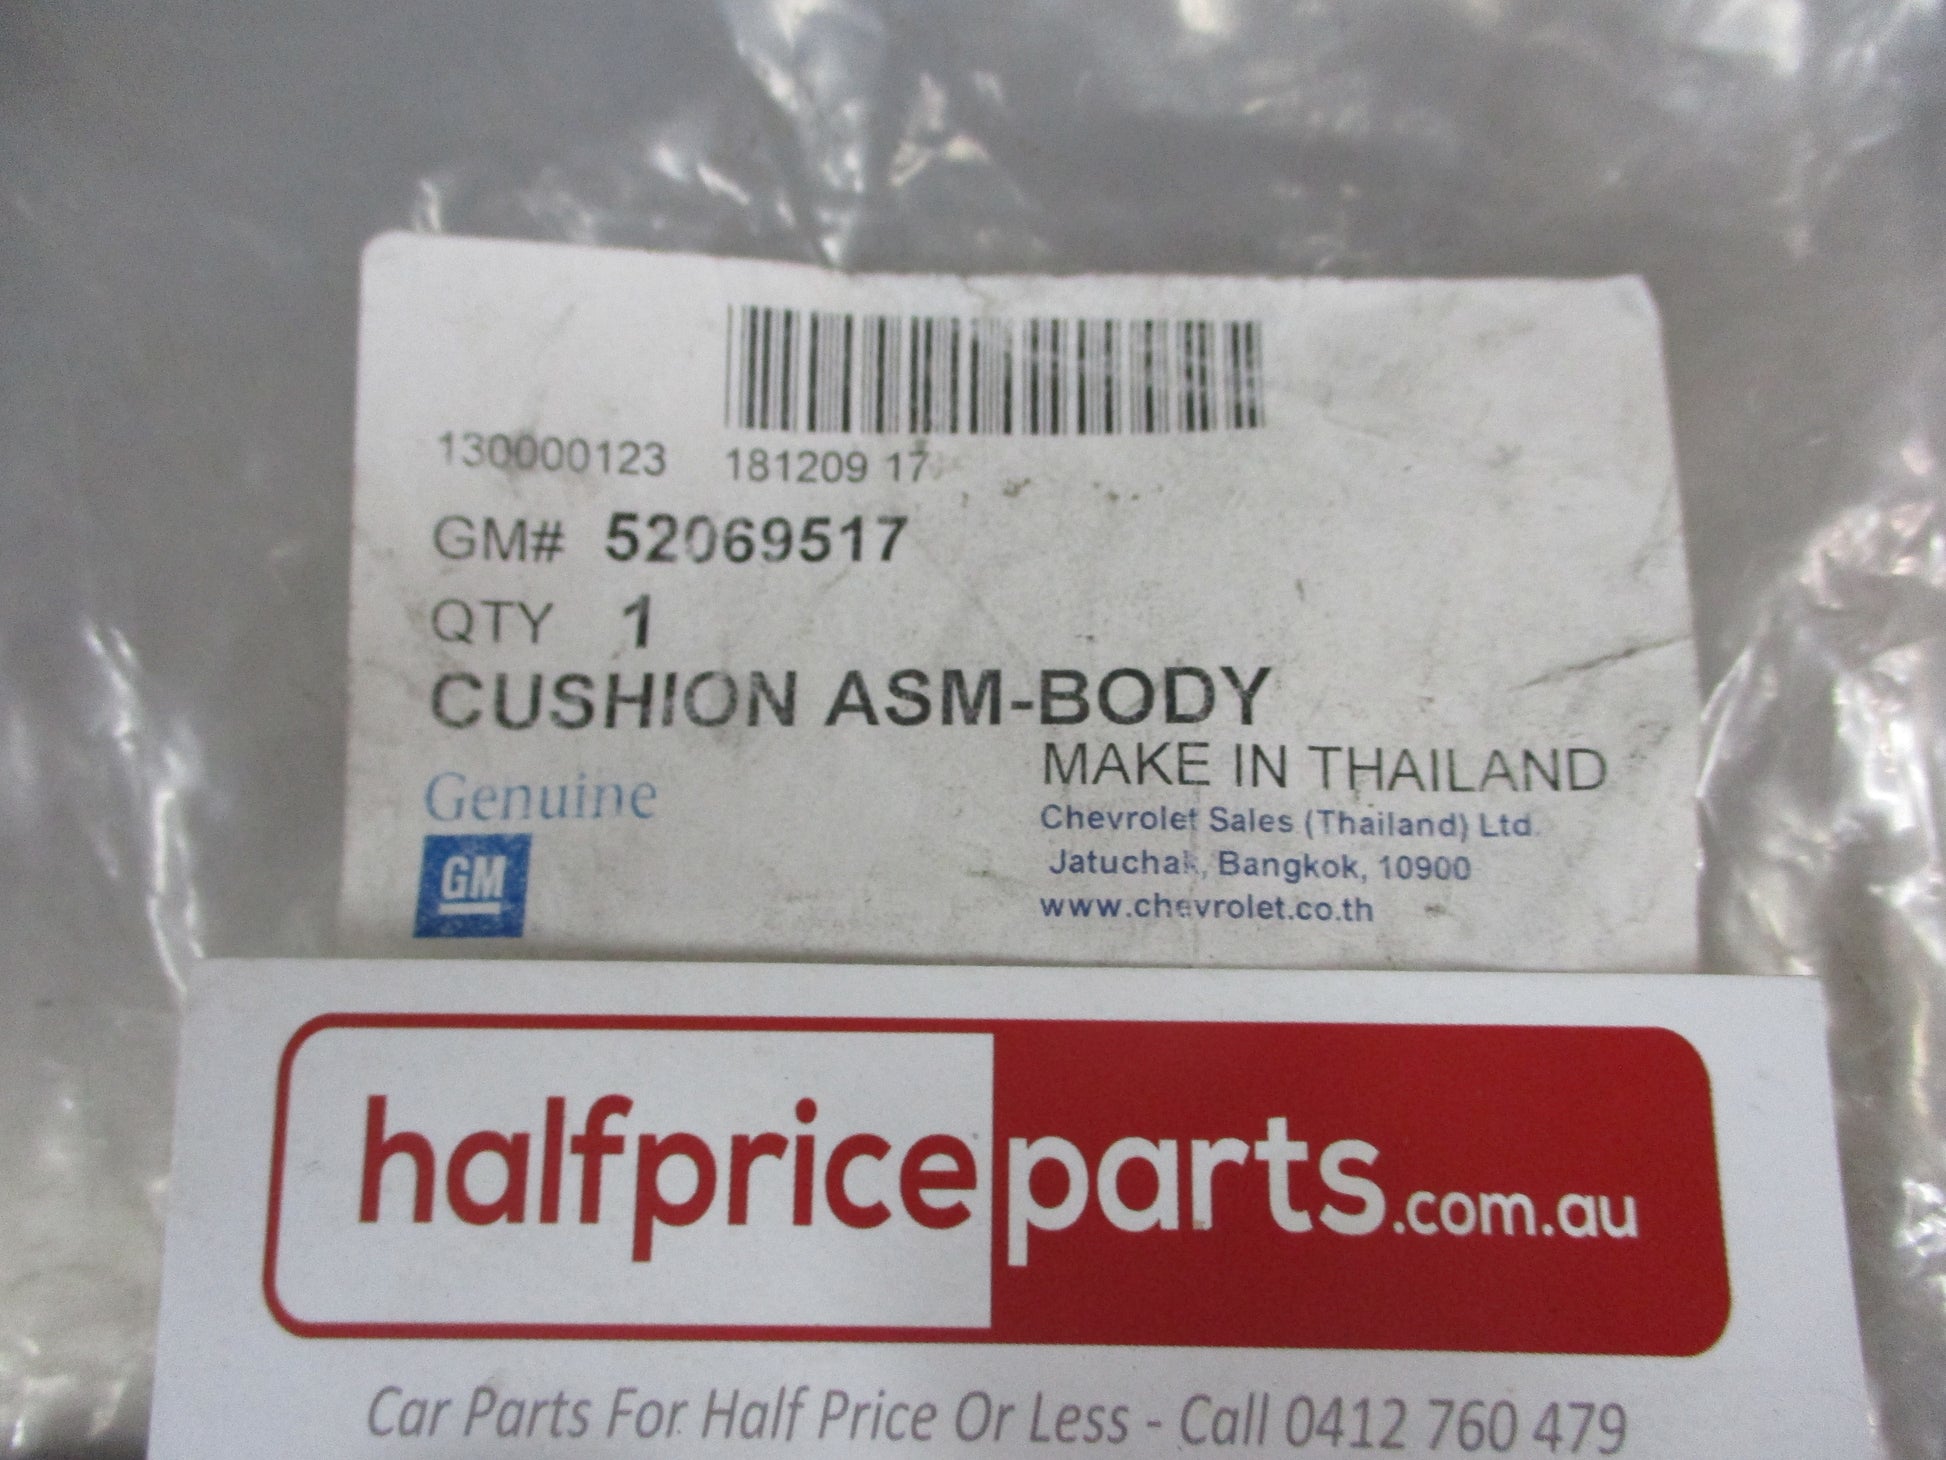 130000123 181209 17
GM# 52069517
QTY 1
CUSHION ASM-BODY
MAKE IN THAILAND
Genuine
GM
Chevrolet Sales (Thailand) Ltd.
Jatuchak, Bangkok, 10900
www.chevrolet.co.th
halfpriceparts.com.au
Car Parts For Half Price Or Less - Call 0412 760 479